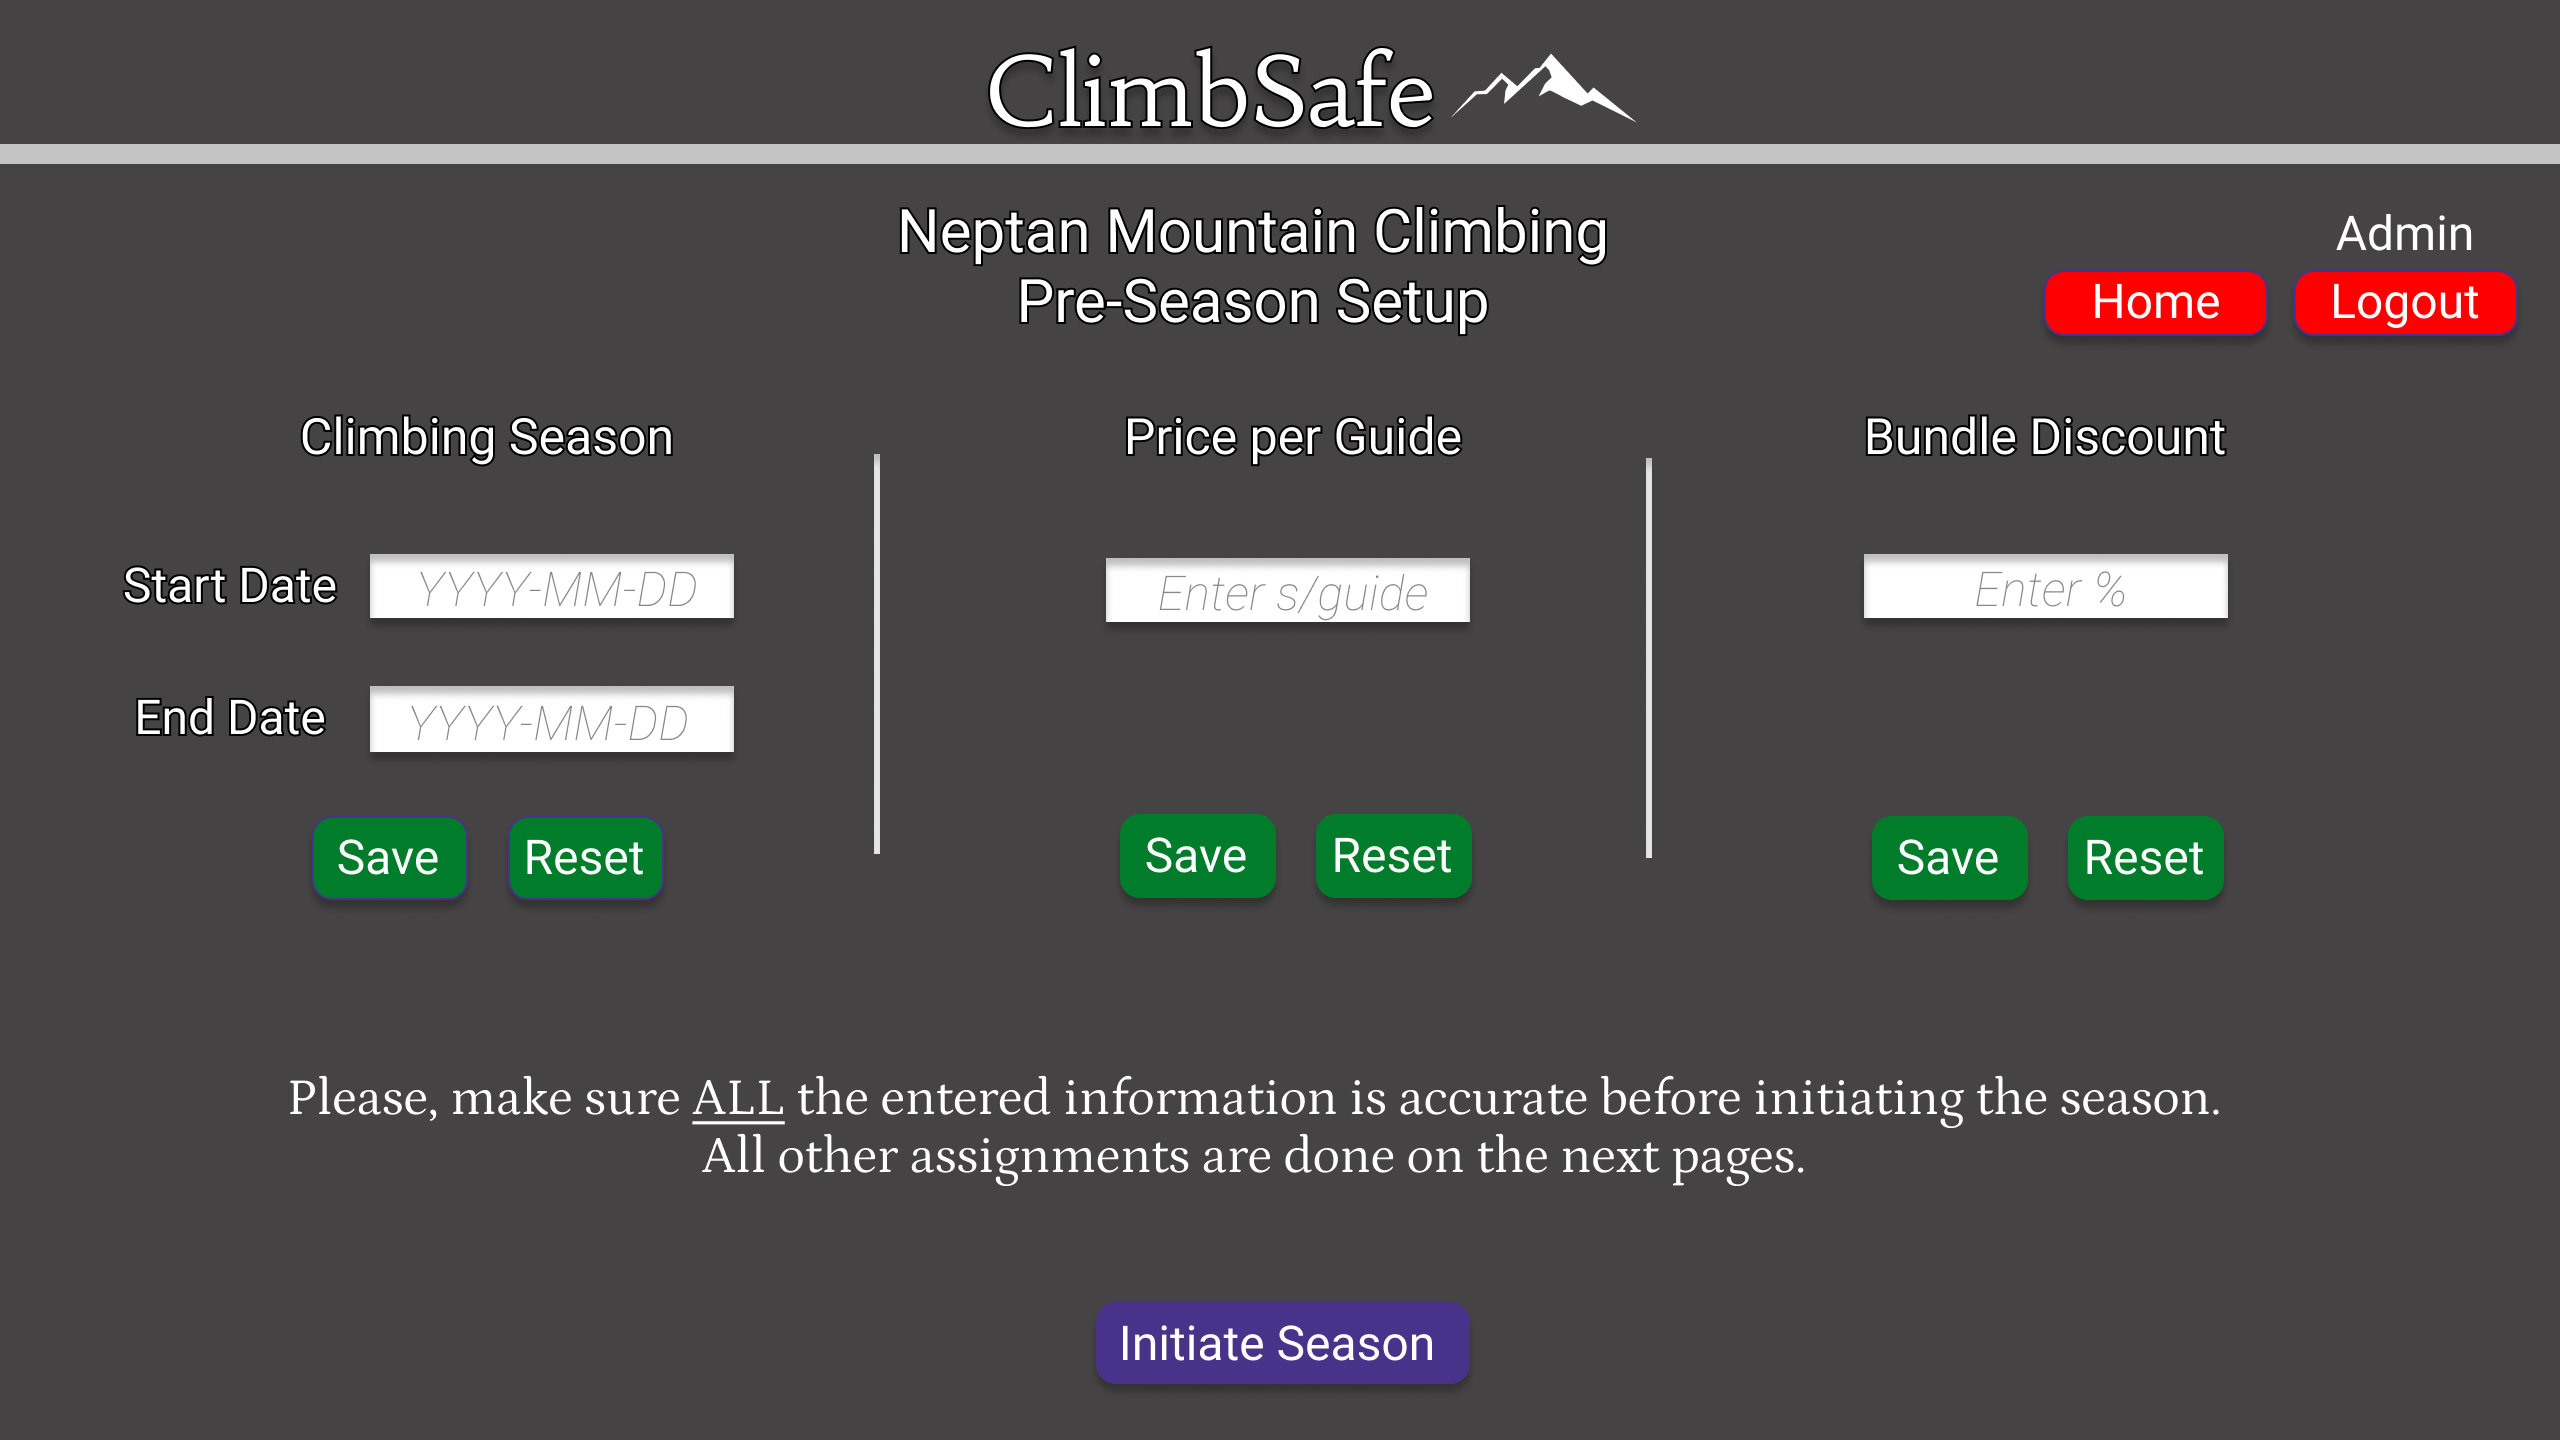 ClimbSafe
Neptan Mountain Climbing
Pre-Season Setup
Admin
Home
Logout
Climbing Season
Price per Guide
Bundle Discount
Start Date
YYYY-MM-DD
Enter s/guide
Enter %
End Date
YYYY-MM-DD
Save
Reset
Save
Reset
Save
Reset
Please, make sure ALL the entered information is accurate before initiating the season.
All other assignments are done on the next pages.
Initiate Season